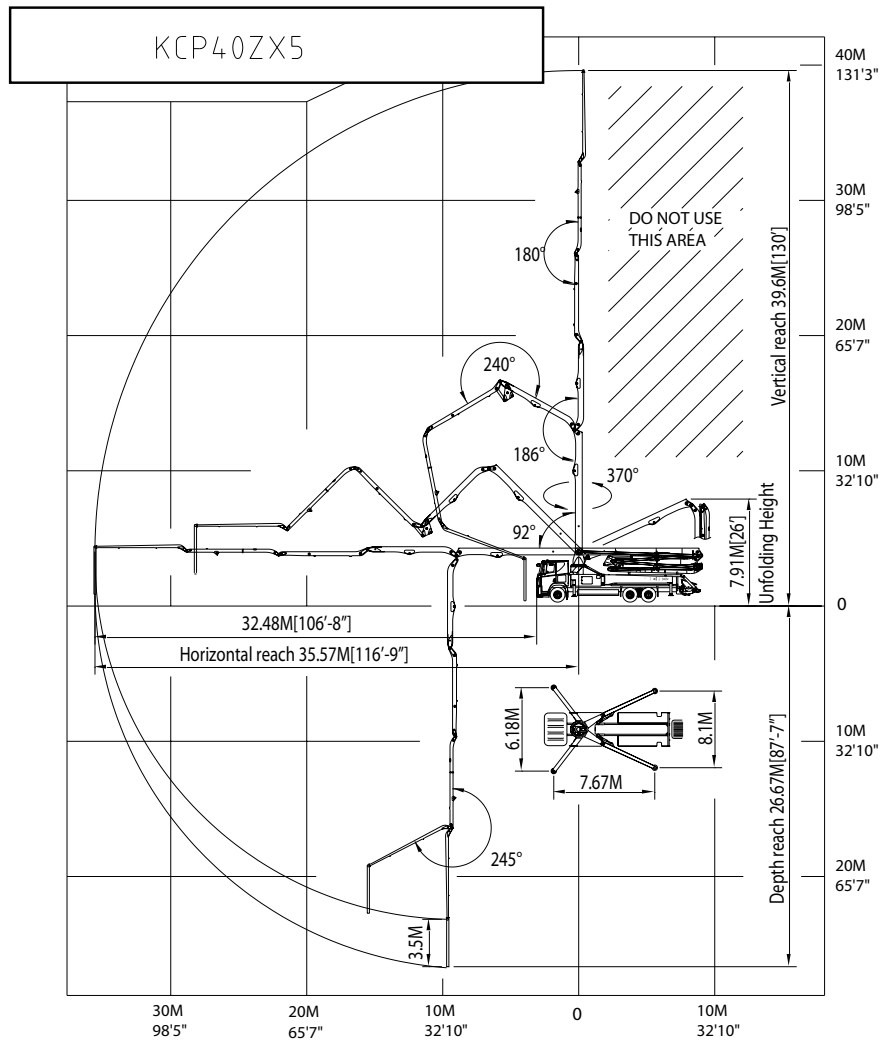 KCP40ZX5
40M
131'3"
30M
98'5"
DO NOT USE
THIS AREA
180°
Vertical reach 39.6M[130']
20M
65'7"
240°
186°
10M
32'10"
370°
92°
7.91M[26']
Unfolding Height
0
32.48M[106'-8"]
Horizontal reach 35.57M[116'-9"]
6.18M
8.1M
7.67M
10M
32'10"
Depth reach 26.67M[87'-7"]
245°
20M
65'7"
3.5M
30M
98'5"
20M
65'7"
10M
32'10"
0
10M
32'10"